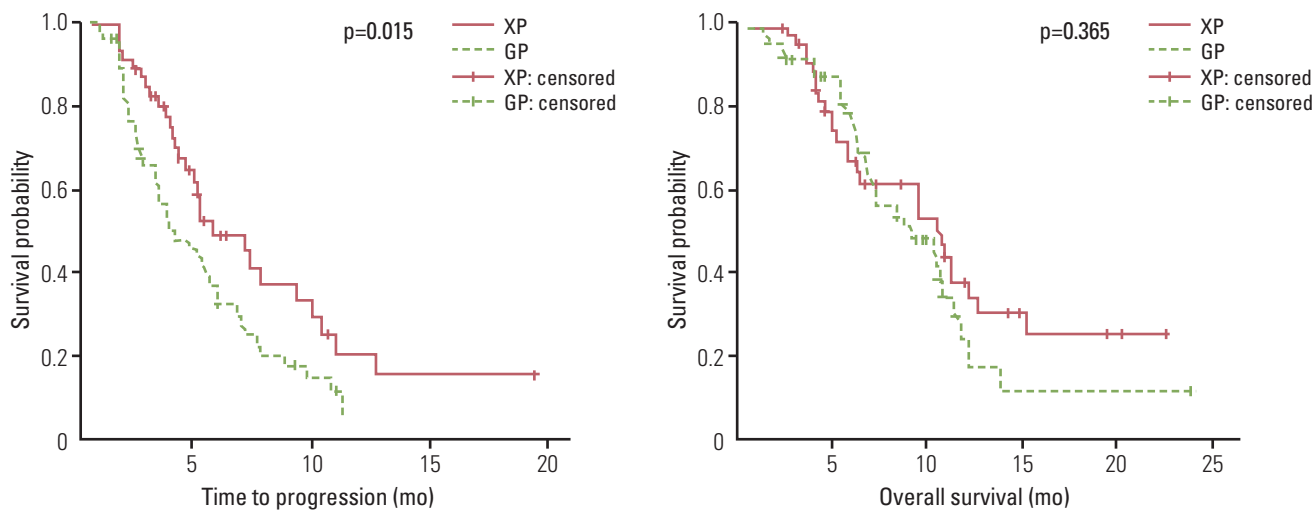 1.0
0.8
0.6
0.4
0.2
0
Survival probability
5
10
15
20
Time to progression (mo)
p=0.015
XP
GP
XP: censored
GP: censored
1.0
0.8
0.6
0.4
0.2
0
Survival probability
5
10
15
20
25
Overall survival (mo)
p=0.365
XP
GP
XP: censored
GP: censored